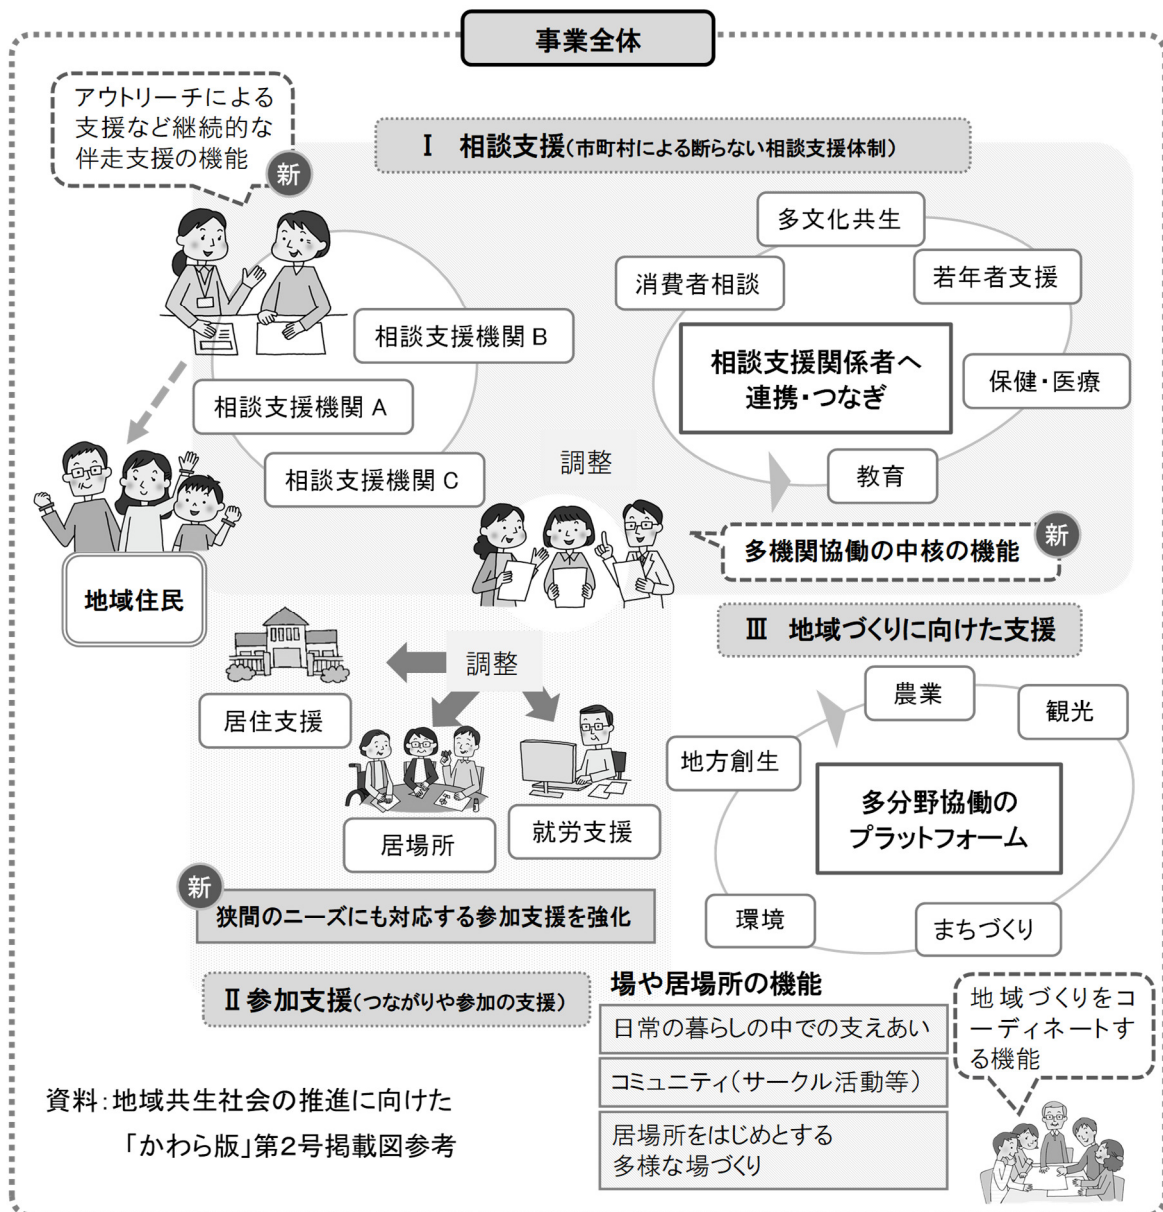 事業全体
アウトリーチによる
支援など継続的な
伴走支援の機能
新
Ⅰ 相談支援(市町村による断らない相談支援体制)
多文化共生
消費者相談
若年者支援
相談支援機関 B
相談支援関係者へ
連携・つなぎ
保健・医療
相談支援機関 A
相談支援機関 C
調整
教育
多機関協働の中核の機能
新
地域住民
Ⅲ 地域づくりに向けた支援
調整
居住支援
居場所
就労支援
農業
観光
地方創生
多分野協働の
プラットフォーム
環境
まちづくり
新
狭間のニーズにも対応する参加支援を強化
Ⅱ 参加支援(つながりや参加の支援)
場や居場所の機能
日常の暮らしの中での支えあい
コミュニティ(サークル活動等)
居場所をはじめとする
多様な場づくり
地域づくりをコ
ーディネートす
る機能
資料:地域共生社会の推進に向けた
「かわら版」第2号掲載図参考